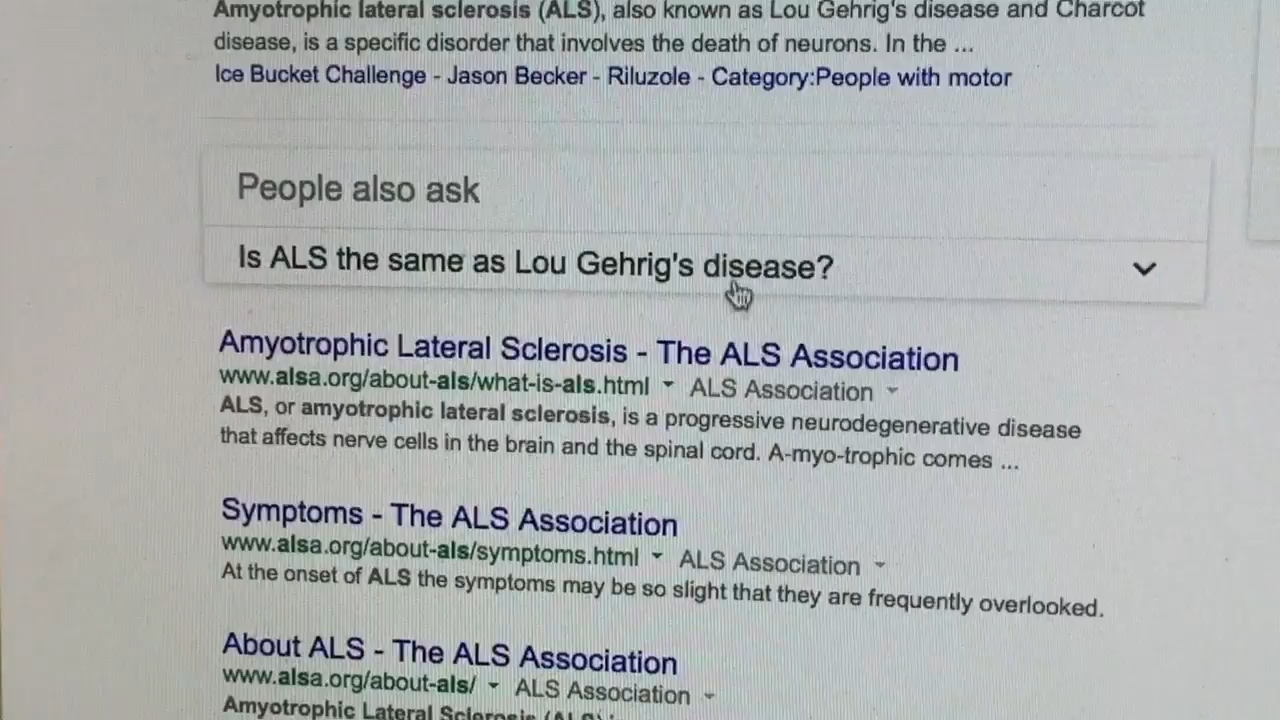 Amyotrophic lateral sclerosis (ALS), also known as Lou Gehrig's disease and Charcot
disease, is a specific disorder that involves the death of neurons. In the ...
Ice Bucket Challenge - Jason Becker - Riluzole - Category:People with motor
People also ask
Is ALS the same as Lou Gehrig's disease?
Amyotrophic Lateral Sclerosis - The ALS Association
www.alsa.org/about-als/what-is-als.html ALS Association
ALS, or amyotrophic lateral sclerosis, is a progressive neurodegenerative disease
that affects nerve cells in the brain and the spinal cord. A-myo-trophic comes ...
Symptoms - The ALS Association
www.alsa.org/about-als/symptoms.html ALS Association
At the onset of ALS the symptoms may be so slight that they are frequently overlooked.
About ALS - The ALS Association
www.alsa.org/about-als/ ALS Association
Amyotrophic Lateral Sclerosis (ALS)